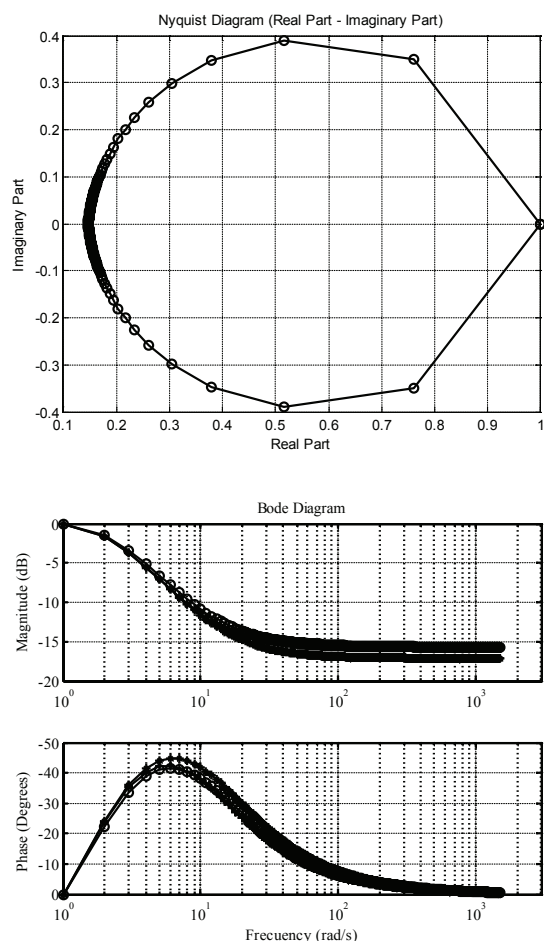 Nyquist Diagram (Real Part - Imaginary Part)
0.4
0.3
0.2
0.1
0
-0.1
-0.2
-0.3
-0.4
Imaginary Part
0.1 0.2 0.3 0.4 0.5 0.6 0.7 0.8 0.9 1
Real Part
Bode Diagram
0
-5
-10
-15
-20
Magnitude (dB)
10^0 10^1 10^2 10^3
-50
-40
-30
-20
-10
-0
Phase (Degrees)
10^0 10^1 10^2 10^3
Frecuency (rad/s)